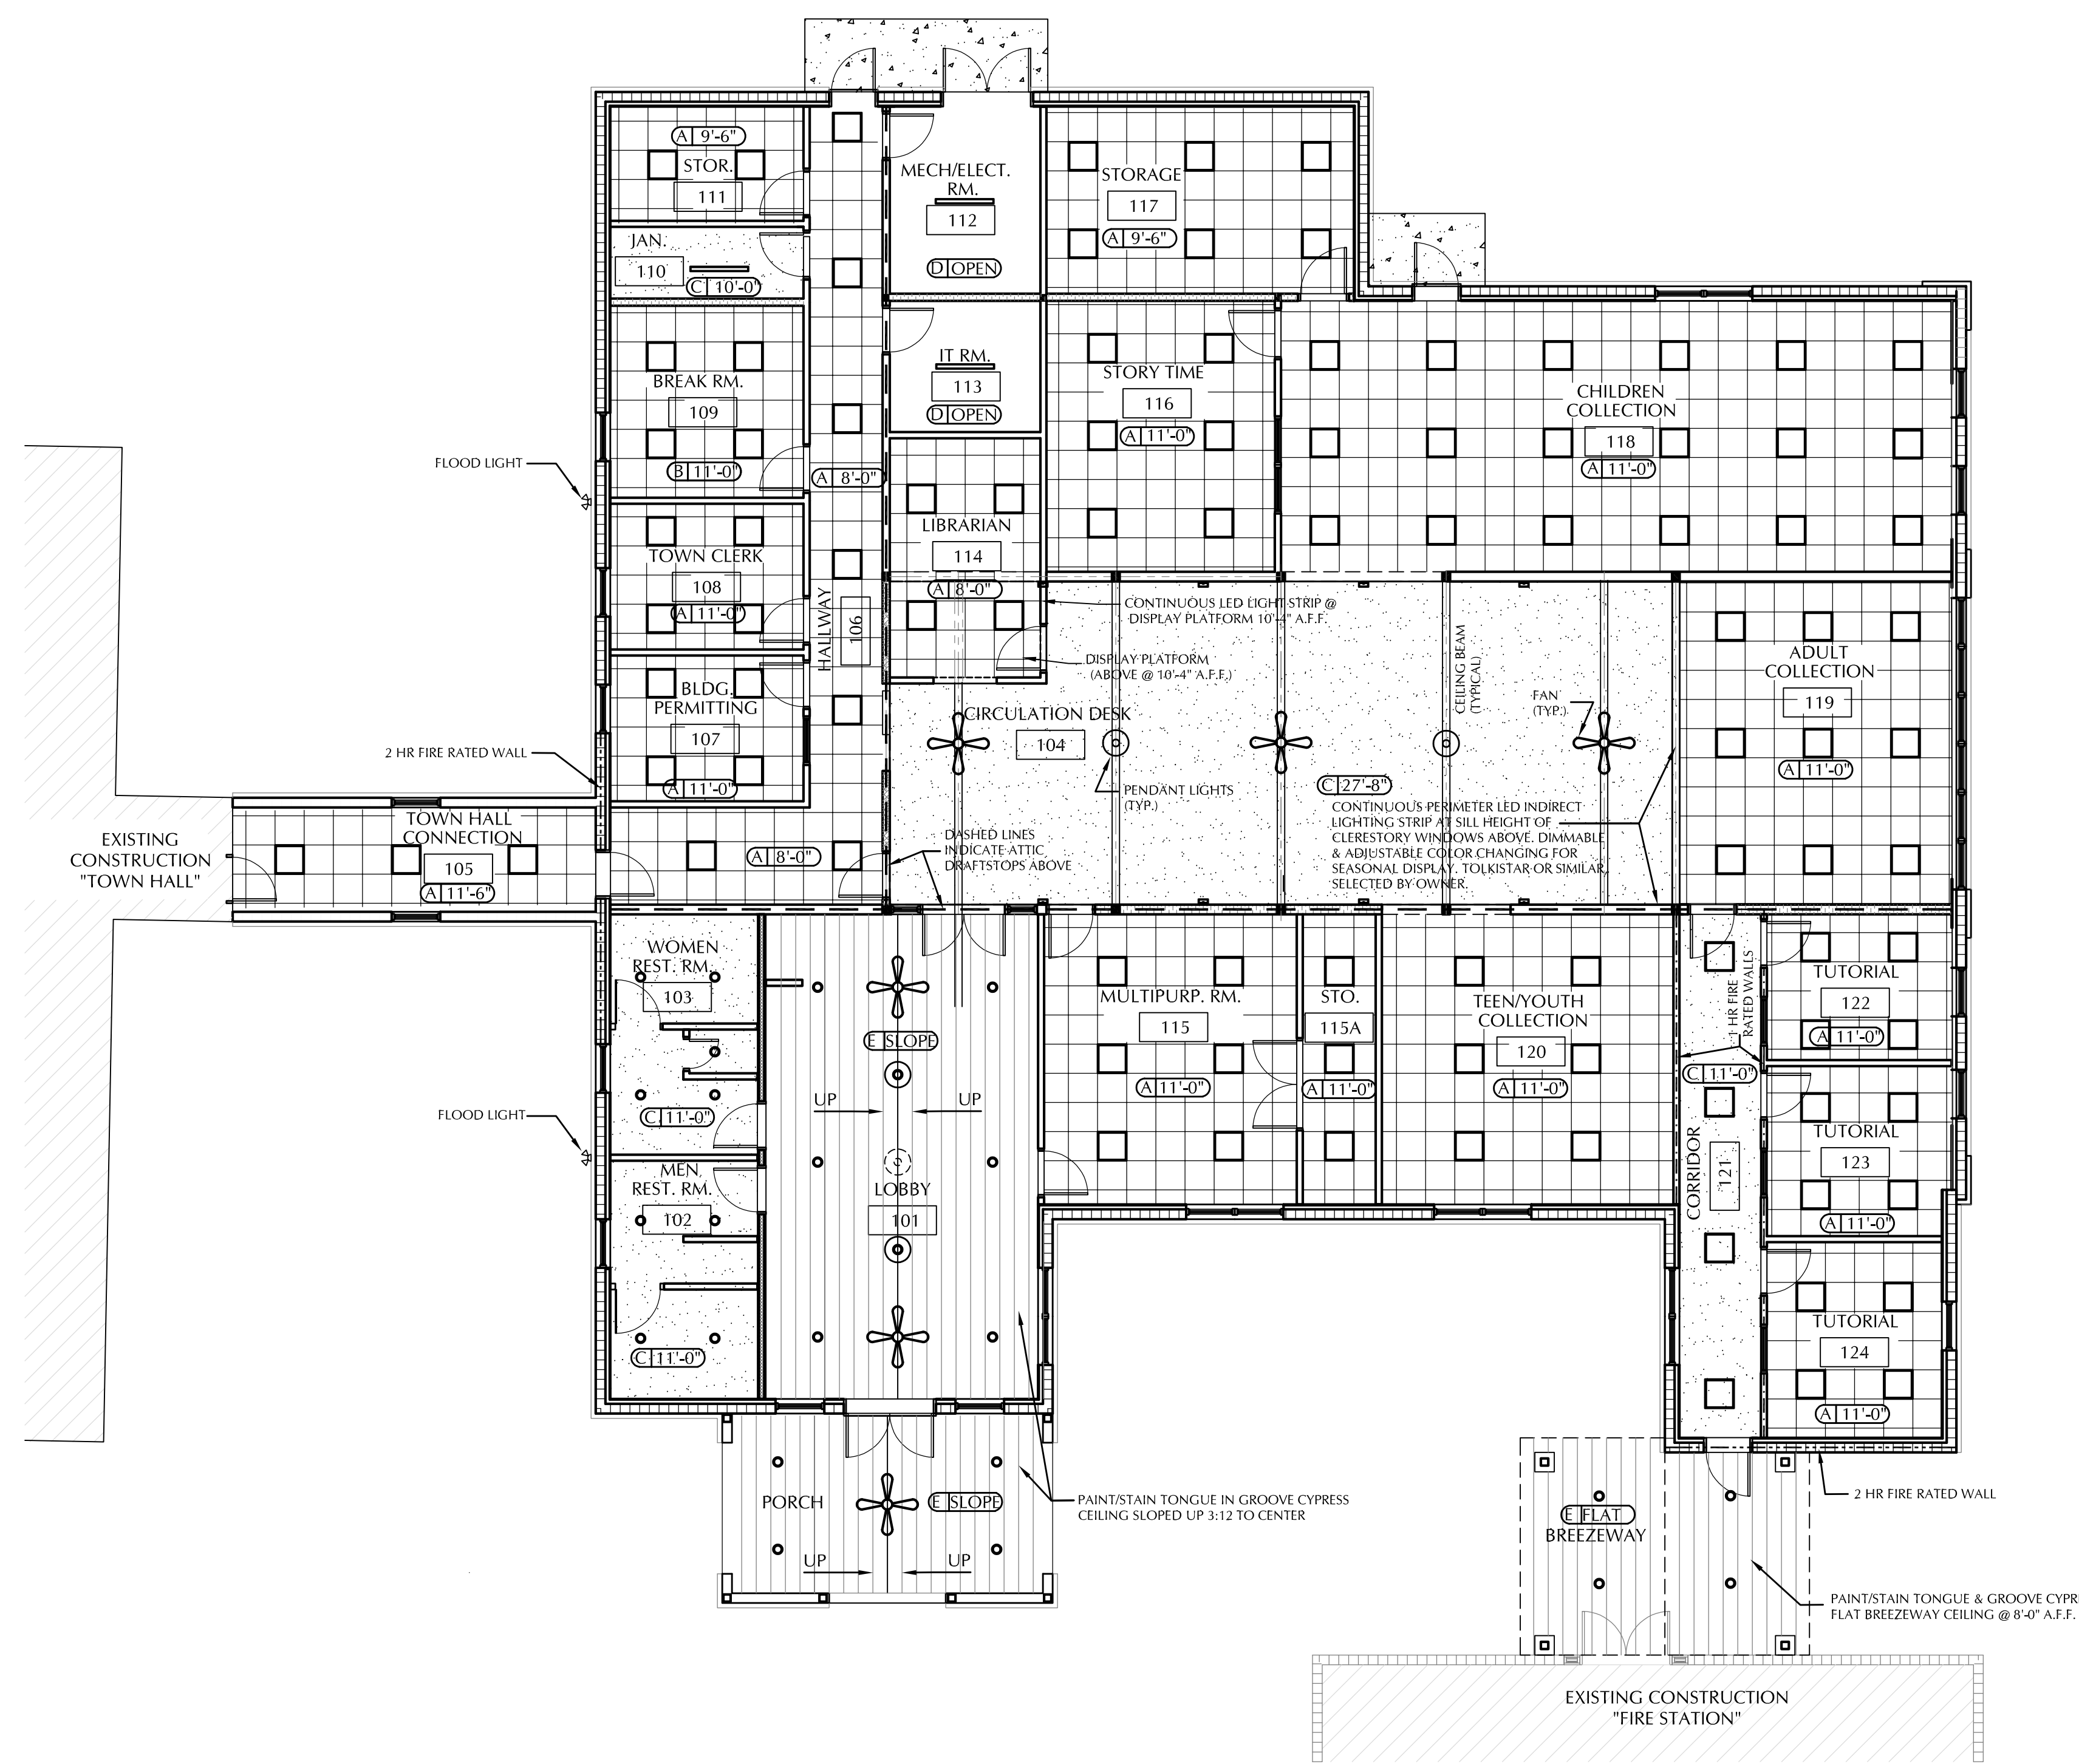 A 9'-6"
STOR.
111
JAN.
110
C 10'-0"
BREAK RM.
109
B 11'-0"
TOWN CLERK
108
A 11'-0"
BLDG.
PERMITTING
107
A 11'-0"
FLOOD LIGHT
2 HR FIRE RATED WALL
EXISTING
CONSTRUCTION
"TOWN HALL"
TOWN HALL
CONNECTION
105
A 11'-6"
A 8'-0"
HALLWAY
106
A 8'-0"
MECH/ELECT.
RM.
112
D OPEN
IT RM.
113
D OPEN
LIBRARIAN
114
A 8'-0"
STORAGE
117
A 9'-6"
STORY TIME
116
A 11'-0"
CHILDREN
COLLECTION
118
A 11'-0"
CONTINUOUS LED LIGHT STRIP @
DISPLAY PLATFORM 10'-4" A.F.F.
DISPLAY PLATFORM
(ABOVE @ 10'-4" A.F.F.)
CIRCULATION DESK
104
PENDANT LIGHTS
(TYP.)
DASHED LINES
INDICATE ATTIC
DRAFTSTOPS ABOVE
CEILING BEAM
(TYPICAL)
FAN
(TYP.)
C 27'-8"
CONTINUOUS PERIMETER LED INDIRECT
LIGHTING STRIP AT SILL HEIGHT OF
CLERESTORY WINDOWS ABOVE. DIMMABLE
& ADJUSTABLE COLOR CHANGING FOR
SEASONAL DISPLAY. TOLKISTAR OR SIMILAR,
SELECTED BY OWNER.
ADULT
COLLECTION
119
A 11'-0"
WOMEN
REST. RM.
103
C 11'-0"
FLOOD LIGHT
MEN
REST. RM.
102
C 11'-0"
E SLOPE
UP
UP
LOBBY
101
MULTIPURP. RM.
115
A 11'-0"
STO.
115A
A 11'-0"
TEEN/YOUTH
COLLECTION
120
A 11'-0"
1 HR FIRE
RATED WALLS
C 11'-0"
CORRIDOR
121
TUTORIAL
122
A 11'-0"
TUTORIAL
123
A 11'-0"
TUTORIAL
124
A 11'-0"
PORCH
E SLOPE
UP
UP
PAINT/STAIN TONGUE IN GROOVE CYPRESS
CEILING SLOPED UP 3:12 TO CENTER
2 HR FIRE RATED WALL
E FLAT
BREEZEWAY
PAINT/STAIN TONGUE & GROOVE CYPR
FLAT BREEZEWAY CEILING @ 8'-0" A.F.F.
EXISTING CONSTRUCTION
"FIRE STATION"